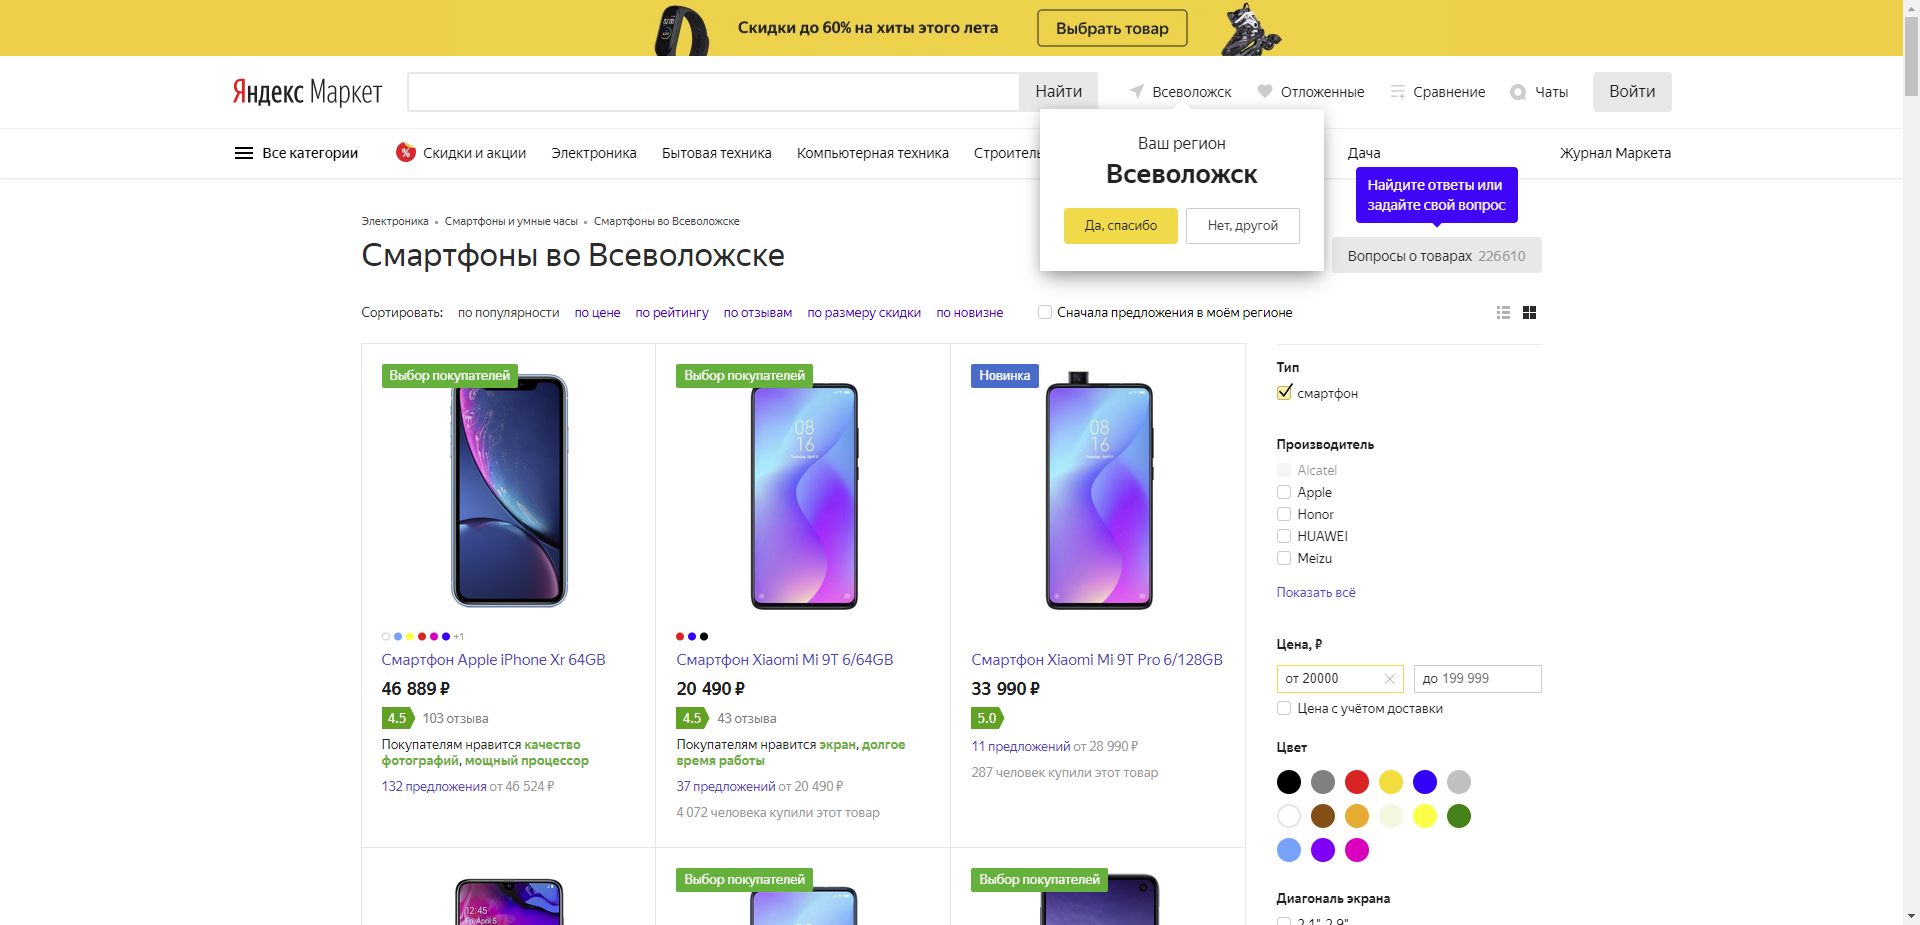 Скидки до 60% на хиты этого лета
Выбрать товар
Яндекс Маркет
Найти
Всеволожск
Отложенные
Сравнение
Чаты
Войти
Все категории
%
Скидки и акции
Электроника
Бытовая техника
Компьютерная техника
Дача
Журнал Маркета
Ваш регион
Всеволожск
Да, спасибо
Нет, другой
Найдите ответы или
задайте свой вопрос
Электроника • Смартфоны и умные часы • Смартфоны во Всеволожске
Смартфоны во Всеволожске
Вопросы о товарах 226610
Сортировать: по популярности по цене по рейтингу по отзывам по размеру скидки по новизне
Сначала предложения в моём регионе
Выбор покупателей
+1
Смартфон Apple iPhone Xr 64GB
46 889 ₽
4.5 103 отзыва
Покупателям нравится качество
фотографий, мощный процессор
132 предложения от 46 524 ₽
Выбор покупателей
08
16
Смартфон Xiaomi Mi 9T 6/64GB
20 490 ₽
4.5 43 отзыва
Покупателям нравится экран, долгое
время работы
37 предложений от 20 490 ₽
4 072 человека купили этот товар
Новинка
08
16
Смартфон Xiaomi Mi 9T Pro 6/128GB
33 990 ₽
5.0
11 предложений от 28 990 ₽
287 человек купили этот товар
12:45
Fri, April 5
Выбор покупателей
Выбор покупателей
Тип
смартфон
Производитель
Alcatel
Apple
Honor
HUAWEI
Meizu
Показать всё
Цена, ₽
от 20000
до 199 999
Цена с учётом доставки
Цвет
Диагональ экрана
2.1"-2.9"